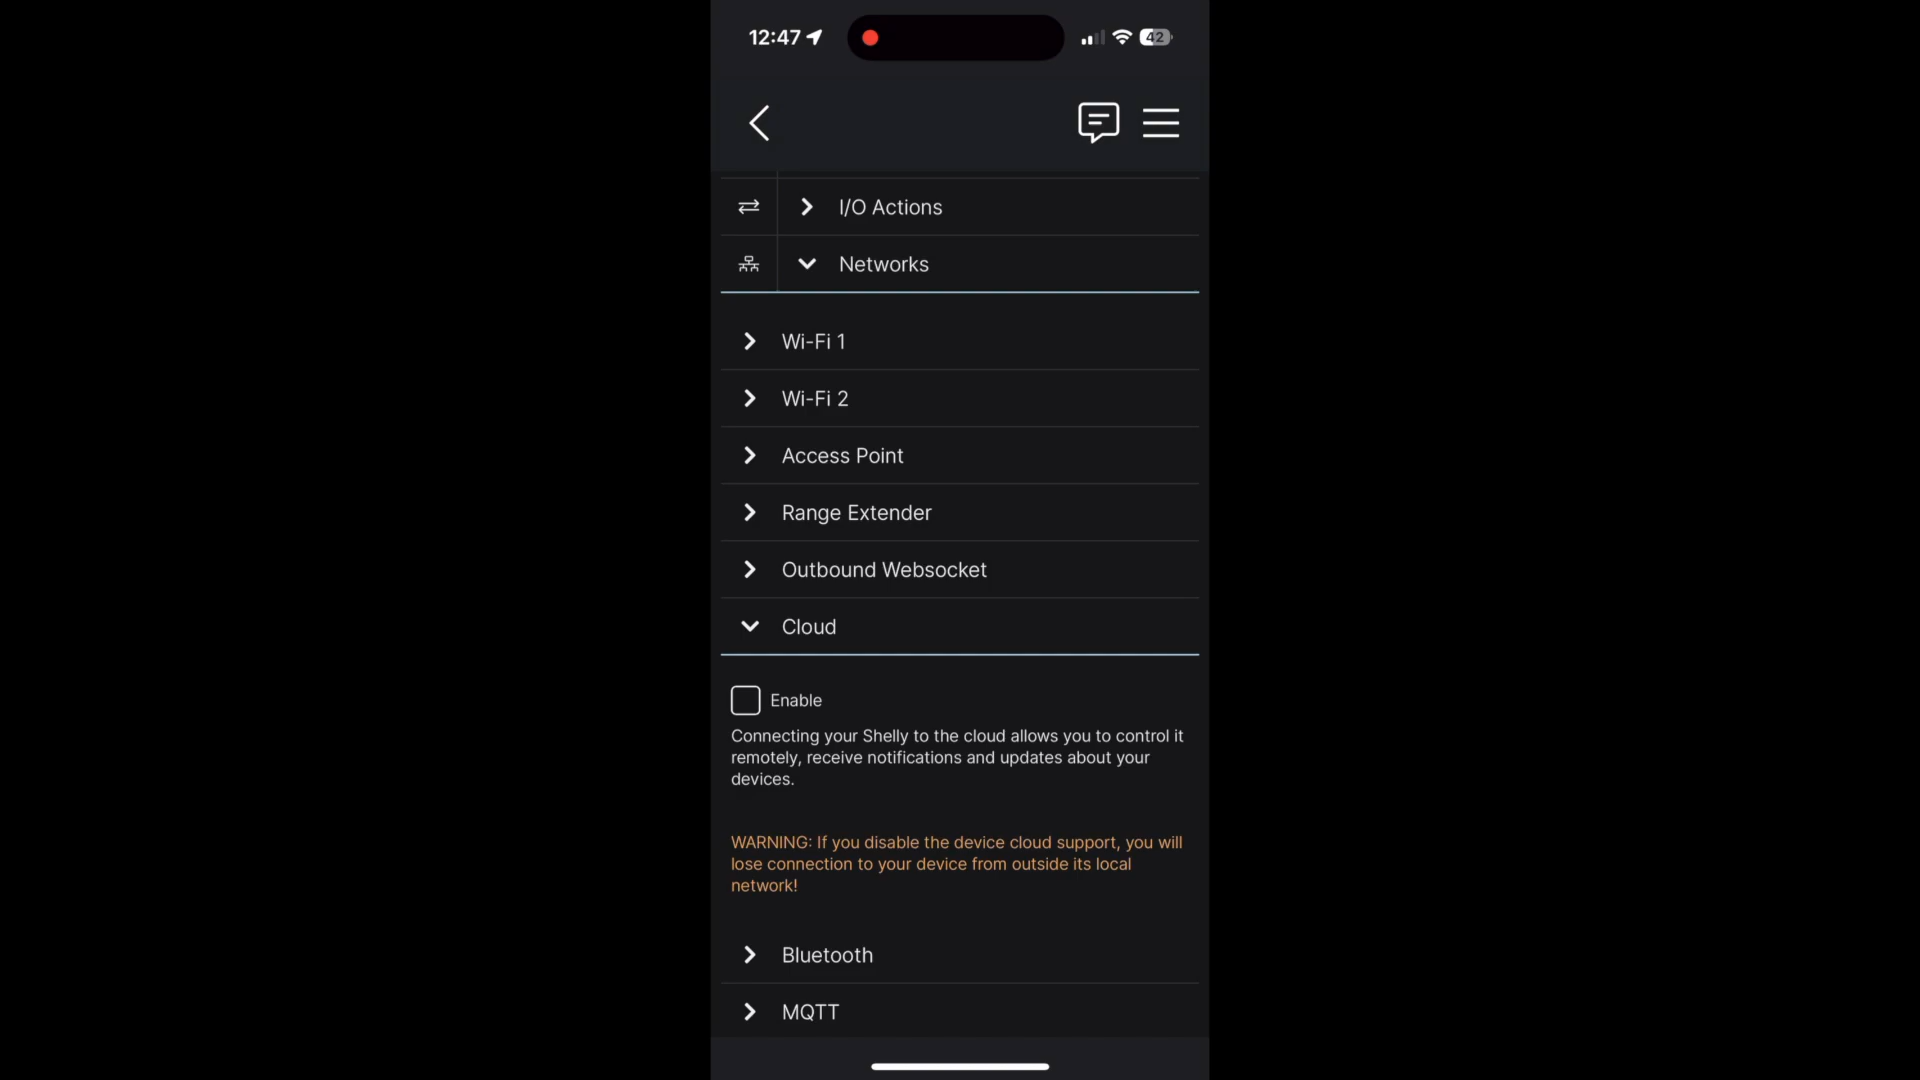 12:47
42
I/O Actions
Networks
Wi-Fi 1
Wi-Fi 2
Access Point
Range Extender
Outbound Websocket
Cloud
Enable
Connecting your Shelly to the cloud allows you to control it
remotely, receive notifications and updates about your
devices.
WARNING: If you disable the device cloud support, you will
lose connection to your device from outside its local
network!
Bluetooth
MQTT